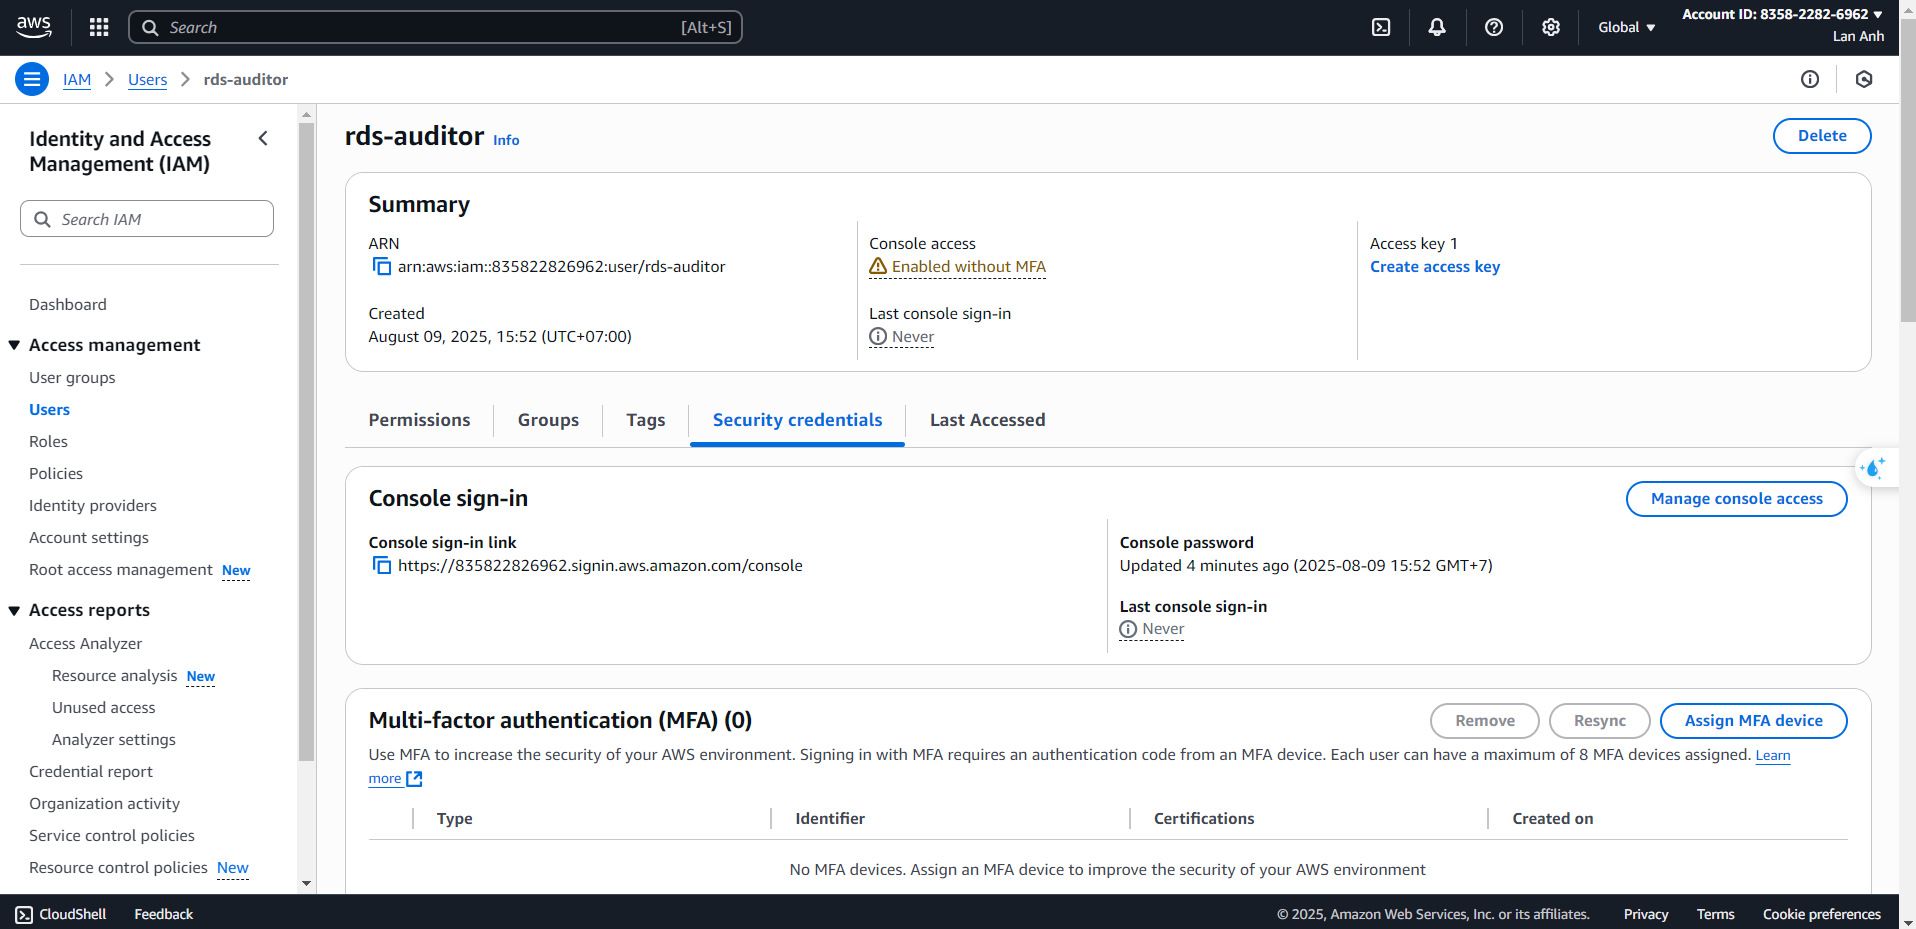 aws
Search [Alt+S]
Global
Account ID: 8358-2282-6962
Lan Anh
IAM
Users
rds-auditor
Identity and Access
Management (IAM)
Search IAM
Dashboard
Access management
User groups
Users
Roles
Policies
Identity providers
Account settings
Root access management New
Access reports
Access Analyzer
Resource analysis New
Unused access
Analyzer settings
Credential report
Organization activity
Service control policies
Resource control policies New
rds-auditor Info
Delete
Summary
ARN
arn:aws:iam::835822826962:user/rds-auditor
Created
August 09, 2025, 15:52 (UTC+07:00)
Console access
Enabled without MFA
Last console sign-in
Never
Access key 1
Create access key
Permissions
Groups
Tags
Security credentials
Last Accessed
Console sign-in
Manage console access
Console sign-in link
https://835822826962.signin.aws.amazon.com/console
Console password
Updated 4 minutes ago (2025-08-09 15:52 GMT+7)
Last console sign-in
Never
Multi-factor authentication (MFA) (0)
Remove
Resync
Assign MFA device
Use MFA to increase the security of your AWS environment. Signing in with MFA requires an authentication code from an MFA device. Each user can have a maximum of 8 MFA devices assigned. Learn
more
Type
Identifier
Certifications
Created on
No MFA devices. Assign an MFA device to improve the security of your AWS environment
CloudShell
Feedback
© 2025, Amazon Web Services, Inc. or its affiliates.
Privacy
Terms
Cookie preferences